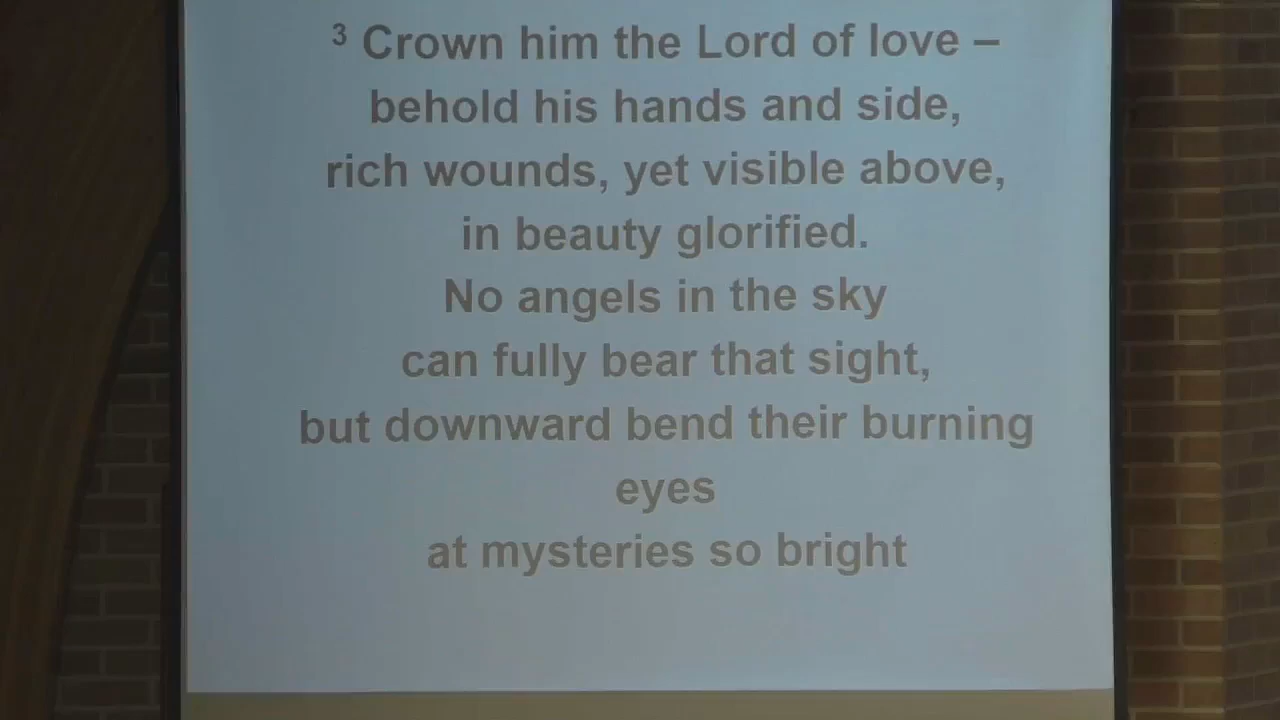 3 Crown him the Lord of love –
behold his hands and side,
rich wounds, yet visible above,
in beauty glorified.
No angels in the sky
can fully bear that sight,
but downward bend their burning
eyes
at mysteries so bright